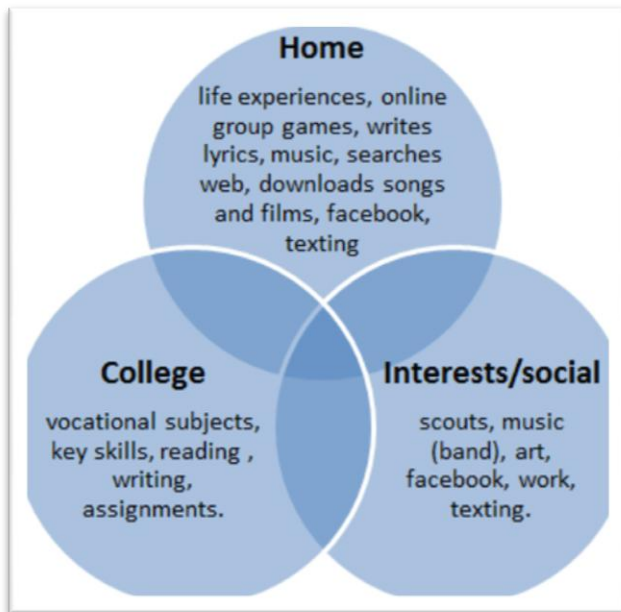 Home
life experiences, online
group games, writes
lyrics, music, searches
web, downloads songs
and films, facebook,
texting
College
vocational subjects,
key skills, reading ,
writing,
assignments.
Interests/social
scouts, music
(band), art,
facebook, work,
texting.